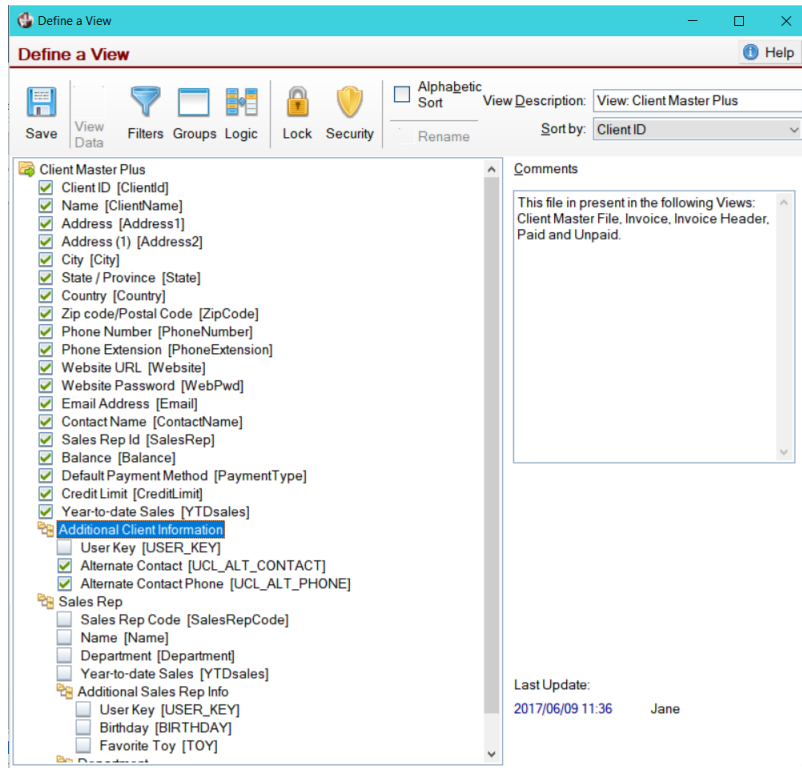 Define a View
Define a View
Help
Save
View Data
Filters
Groups
Logic
Lock
Security
Alphabetic Sort
Rename
View Description:
View: Client Master Plus
Sort by:
Client ID
Client Master Plus
Client ID [ClientId]
Name [ClientName]
Address [Address1]
Address (1) [Address2]
City [City]
State / Province [State]
Country [Country]
Zip code/Postal Code [ZipCode]
Phone Number [PhoneNumber]
Phone Extension [PhoneExtension]
Website URL [Website]
Website Password [WebPwd]
Email Address [Email]
Contact Name [ContactName]
Sales Rep Id [SalesRep]
Balance [Balance]
Default Payment Method [PaymentType]
Credit Limit [CreditLimit]
Year-to-date Sales [YTDsales]
Additional Client Information
User Key [USER_KEY]
Alternate Contact [UCL_ALT_CONTACT]
Alternate Contact Phone [UCL_ALT_PHONE]
Sales Rep
Sales Rep Code [SalesRepCode]
Name [Name]
Department [Department]
Year-to-date Sales [YTDsales]
Additional Sales Rep Info
User Key [USER_KEY]
Birthday [BIRTHDAY]
Favorite Toy [TOY]
Department
Comments
This file in present in the following Views:
Client Master File, Invoice, Invoice Header,
Paid and Unpaid.
Last Update:
2017/06/09 11:36 Jane